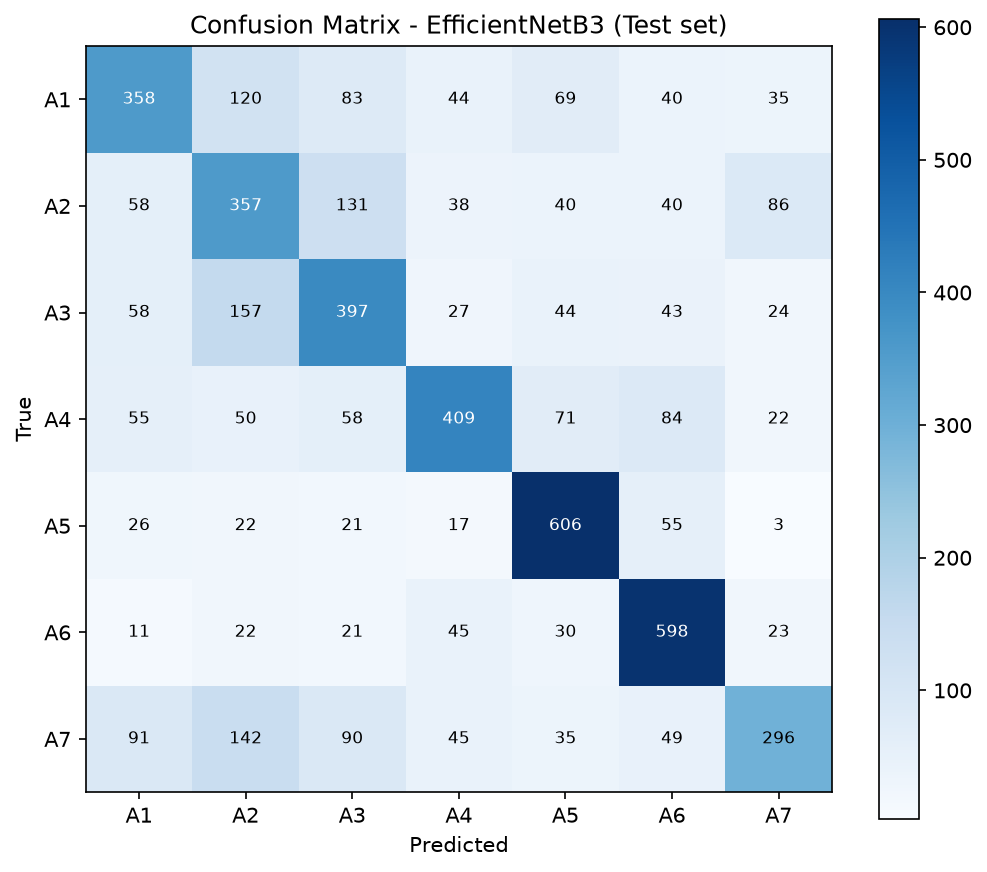 Confusion Matrix - EfficientNetB3 (Test set)
A1 358 120 83 44 69 40 35
A2 58 357 131 38 40 40 86
A3 58 157 397 27 44 43 24
A4 55 50 58 409 71 84 22
A5 26 22 21 17 606 55 3
A6 11 22 21 45 30 598 23
A7 91 142 90 45 35 49 296
A1 A2 A3 A4 A5 A6 A7
Predicted
True
600
500
400
300
200
100